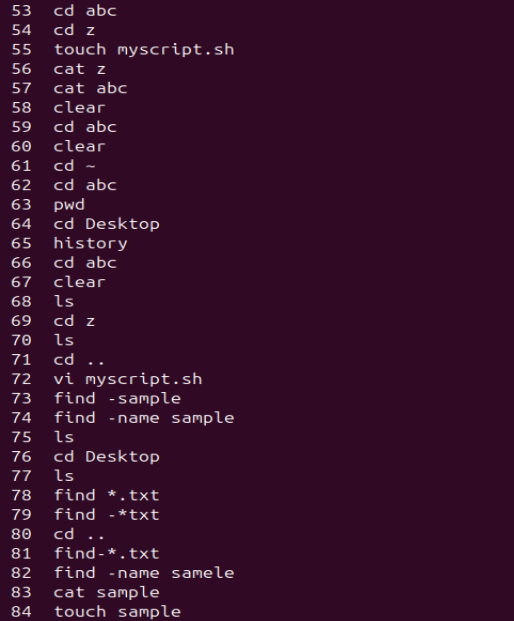 53 cd abc
54 cd z
55 touch myscript.sh
56 cat z
57 cat abc
58 clear
59 cd abc
60 clear
61 cd ~
62 cd abc
63 pwd
64 cd Desktop
65 history
66 cd abc
67 clear
68 ls
69 cd z
70 ls
71 cd ..
72 vi myscript.sh
73 find -sample
74 find -name sample
75 ls
76 cd Desktop
77 ls
78 find *.txt
79 find -*txt
80 cd ..
81 find-*.txt
82 find -name samele
83 cat sample
84 touch sample